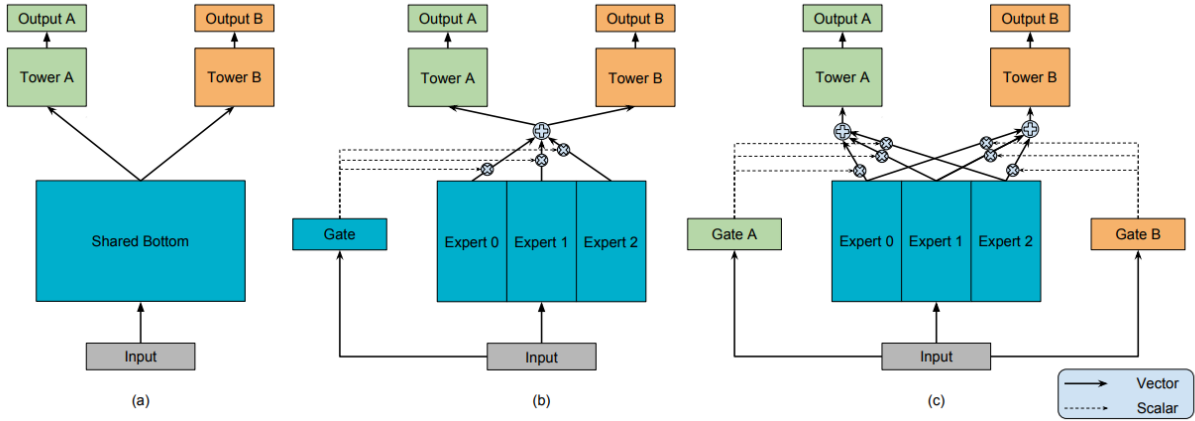 Output A
Output B
Tower A
Tower B
Shared Bottom
Input
(a)
Output A
Output B
Tower A
Tower B
Gate
Expert 0
Expert 1
Expert 2
Input
(b)
Output A
Output B
Tower A
Tower B
Gate A
Expert 0
Expert 1
Expert 2
Gate B
Input
(c)
Vector
Scalar